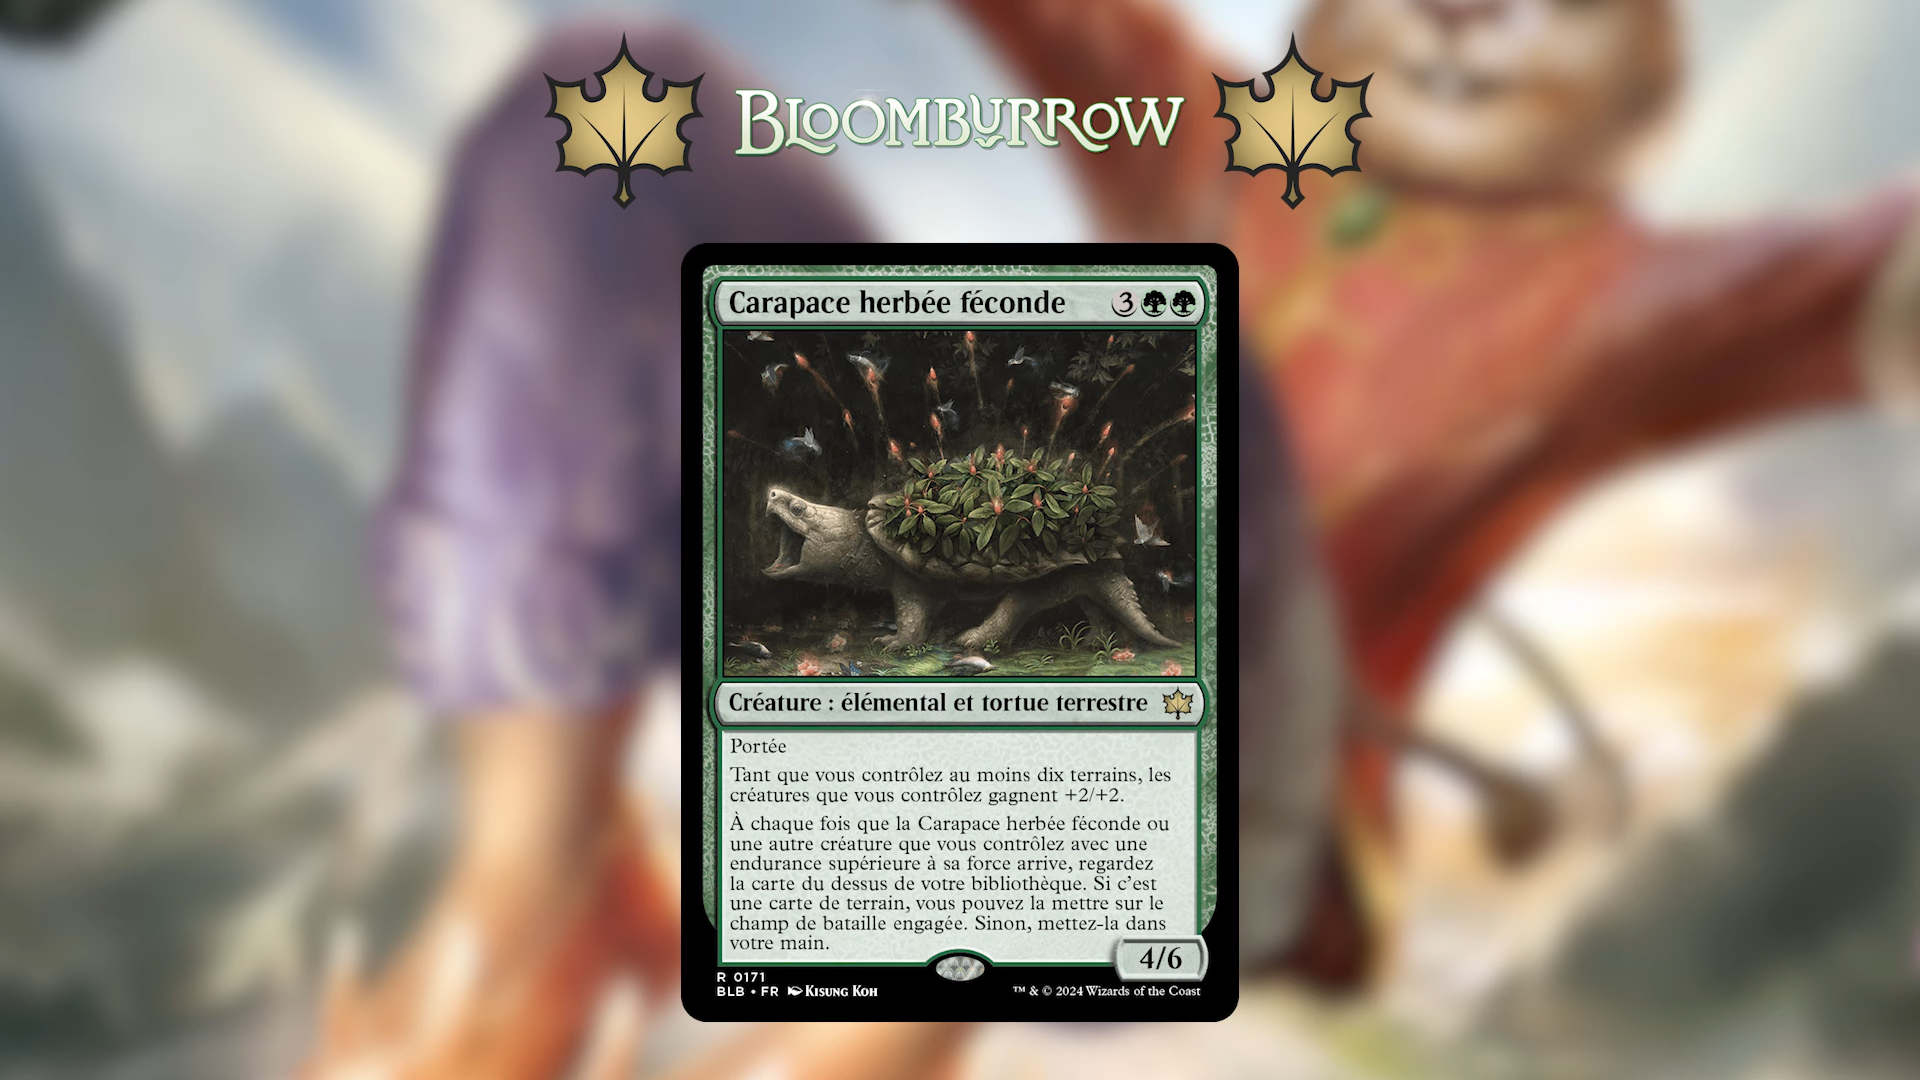 BLOOMBURROW
Carapace herbée féconde 3
Créature : élémental et tortue terrestre
Portée
Tant que vous contrôlez au moins dix terrains, les
créatures que vous contrôlez gagnent +2/+2.
À chaque fois que la Carapace herbée féconde ou
une autre créature que vous contrôlez avec une
endurance supérieure à sa force arrive, regardez
la carte du dessus de votre bibliothèque. Si c’est
une carte de terrain, vous pouvez la mettre sur le
champ de bataille engagée. Sinon, mettez-la dans
votre main.
4/6
R 0171
BLB • FR Kisung Koh
™ & © 2024 Wizards of the Coast